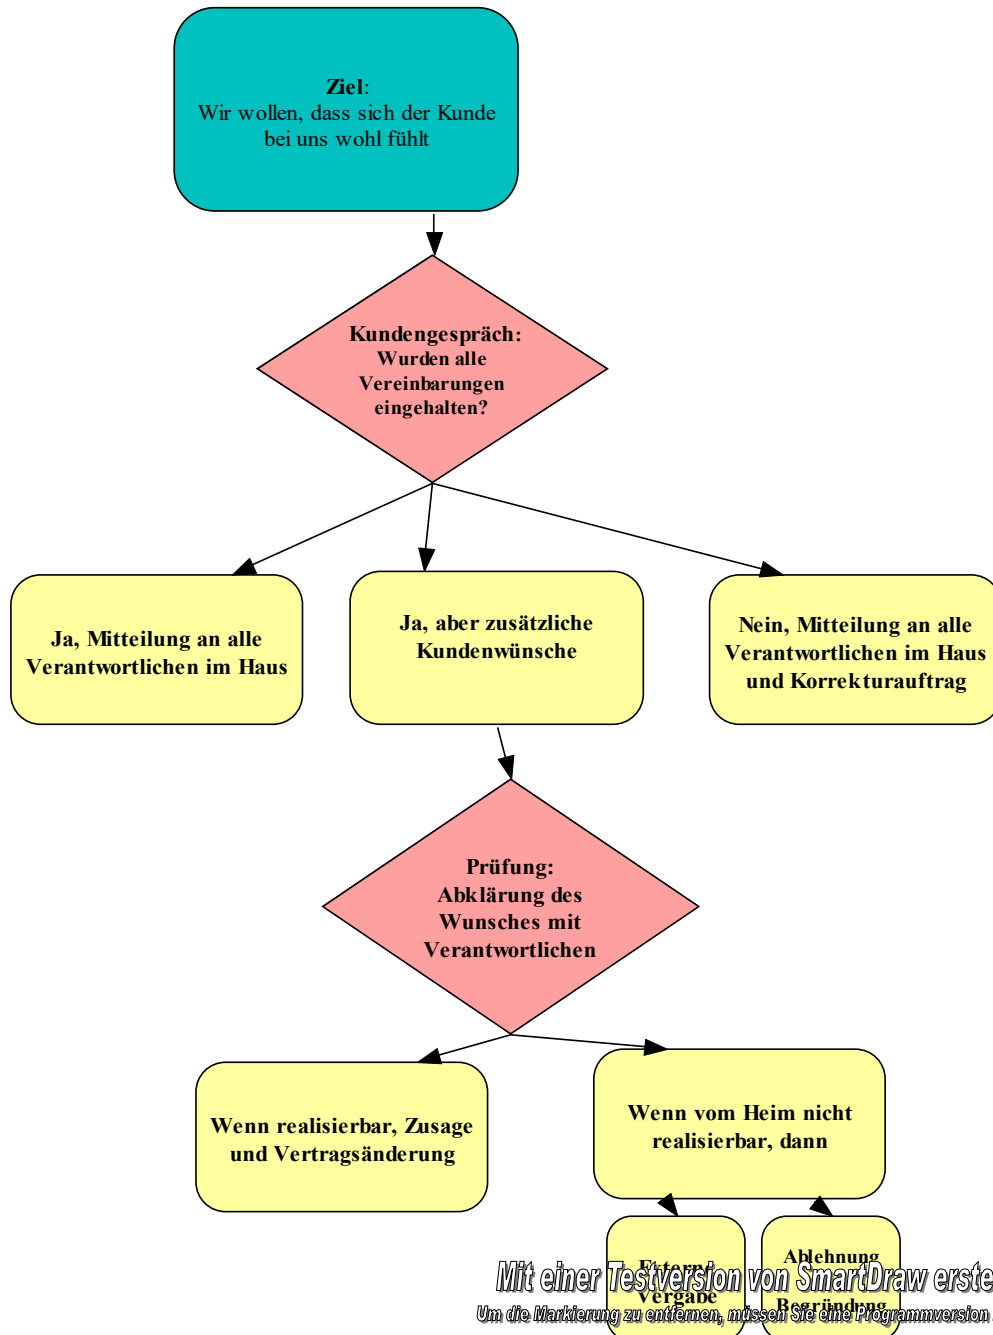 Ziel:
Wir wollen, dass sich der Kunde
bei uns wohl fühlt
Kundengespräch:
Wurden alle
Vereinbarungen
eingehalten?
Ja, Mitteilung an alle
Verantwortlichen im Haus
Ja, aber zusätzliche
Kundenwünsche
Nein, Mitteilung an alle
Verantwortlichen im Haus
und Korrekturauftrag
Prüfung:
Abklärung des
Wunsches mit
Verantwortlichen
Wenn realisierbar, Zusage
und Vertragsänderung
Wenn vom Heim nicht
realisierbar, dann
Externe
Vergabe
Ablehnung
Begründung
Mit einer Testversion von SmartDraw erste
Um die Markierung zu entfernen, müssen Sie eine Programmversion